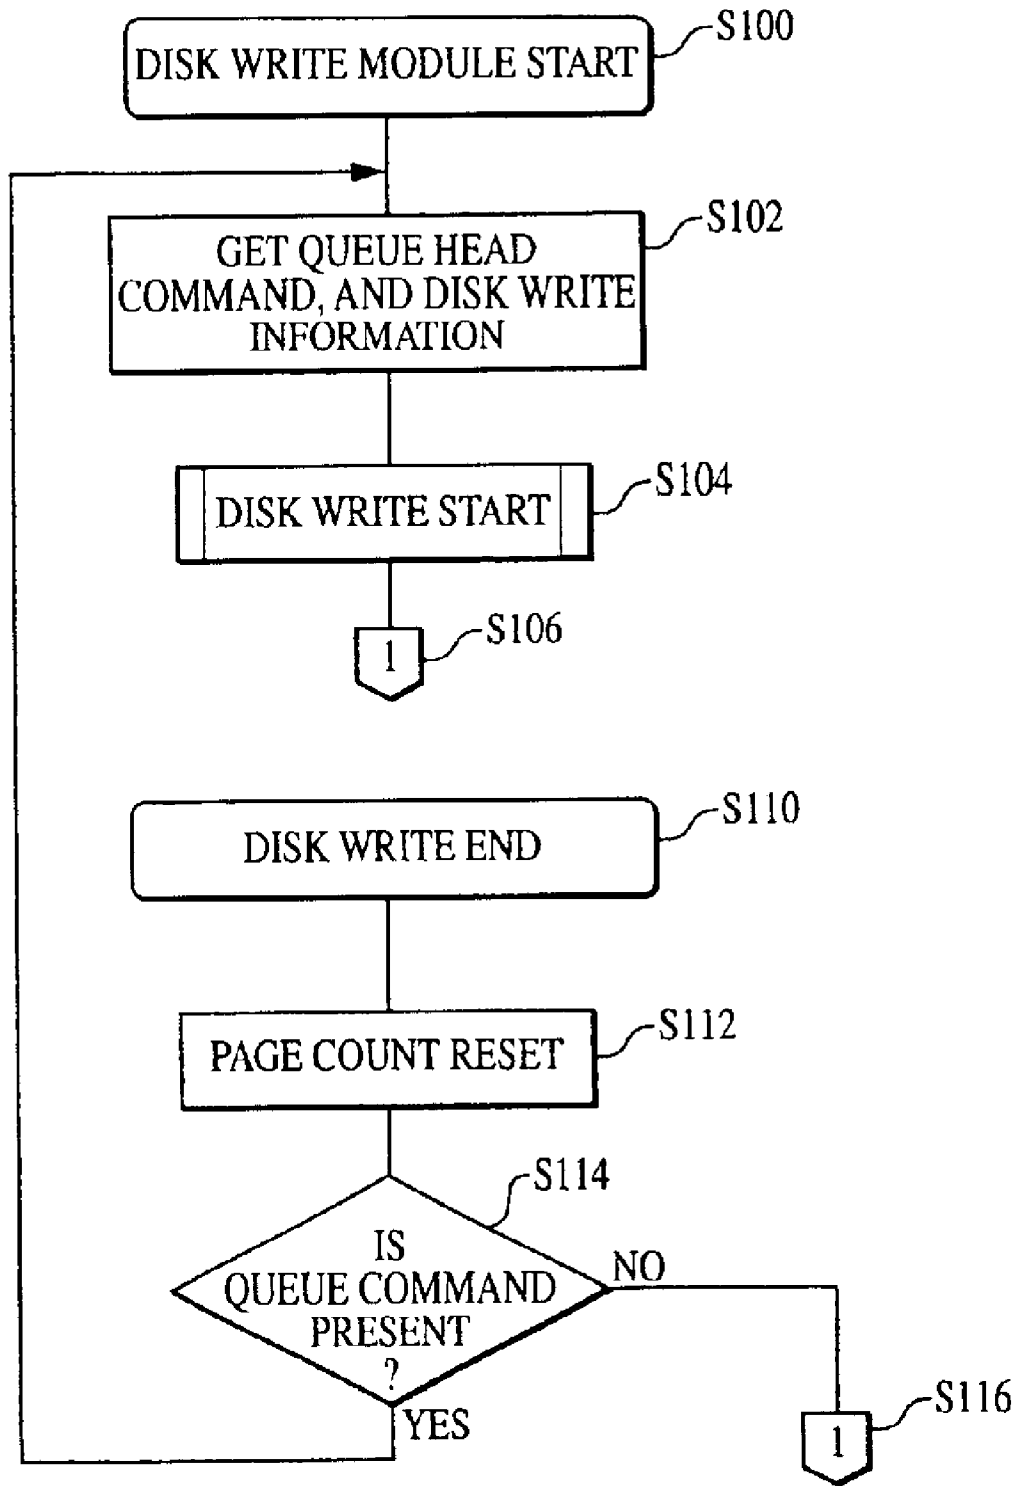 S100
DISK WRITE MODULE START
S102
GET QUEUE HEAD
COMMAND, AND DISK WRITE
INFORMATION
S104
DISK WRITE START
S106
1
S110
DISK WRITE END
S112
PAGE COUNT RESET
S114
IS
QUEUE COMMAND
PRESENT
?
NO
YES
S116
1